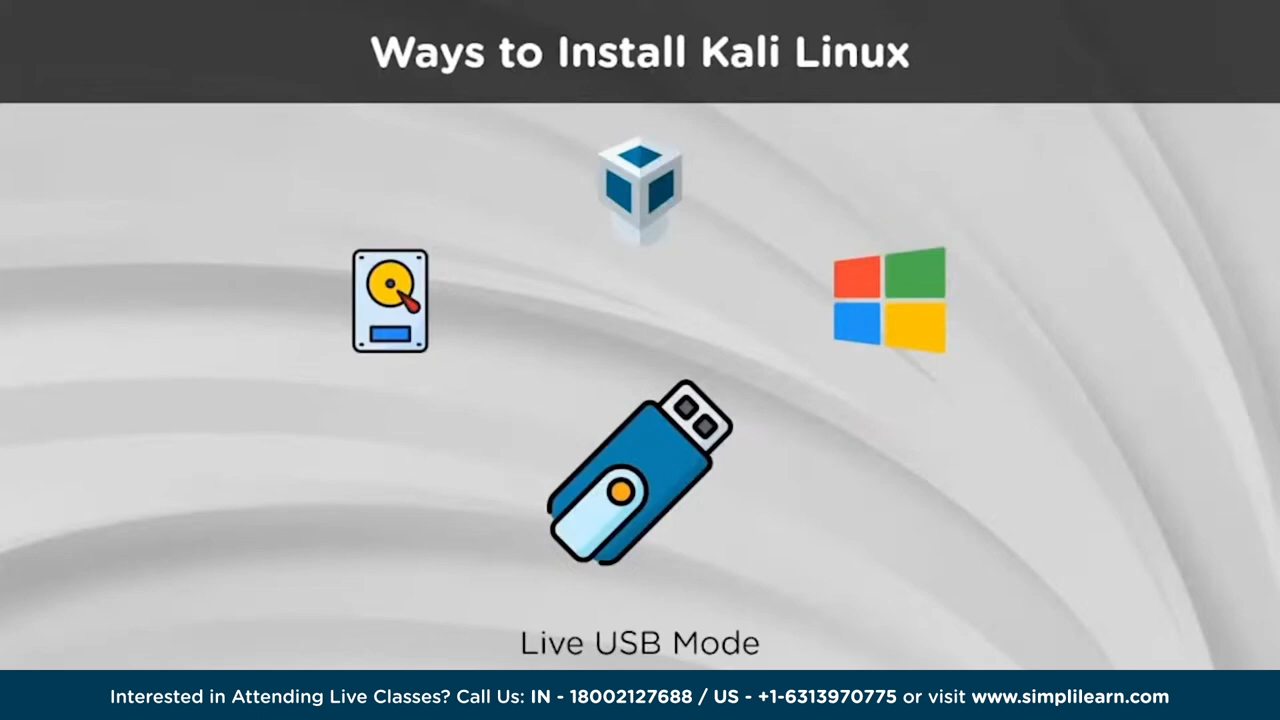 Ways to Install Kali Linux
Live USB Mode
Interested in Attending Live Classes? Call Us: IN - 18002127688 / US - +1-6313970775 or visit www.simplilearn.com